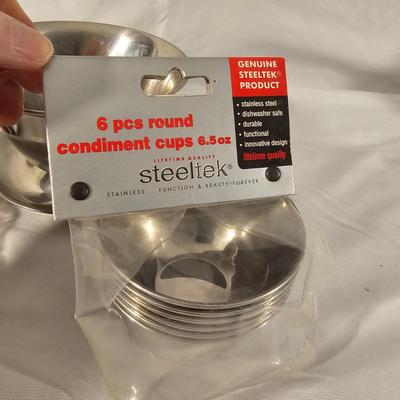 GENUINE
STEELTEK®
PRODUCT
• stainless steel
• dishwasher safe
• durable
• functional
• innovative design
lifetime quality
6 pcs round
condiment cups 6.5oz
LIFETIME QUALITY
steeltek®
STAINLESS... FUNCTION & BEAUTY FOREVER